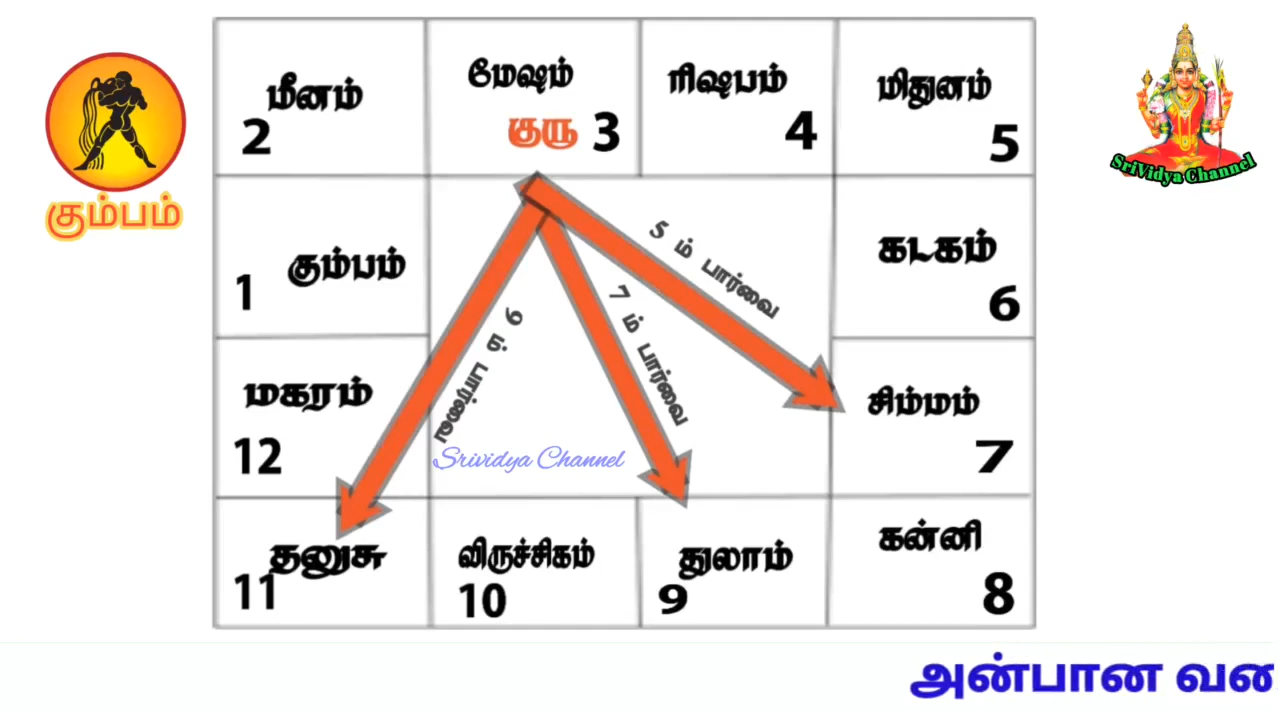 மீனம்
2
மேஷம்
குரு 3
ரிஷபம்
4
மிதுனம்
5
SriVidya Channel
கும்பம்
1 கும்பம்
5 ம் பார்வை
7 ம் பார்வை
9 ம் பார்வை
கடகம்
6
மகரம்
12
Srividya Channel
சிம்மம்
7
தனுசு
11
விருச்சிகம்
10
துலாம்
9
கன்னி
8
அன்பான